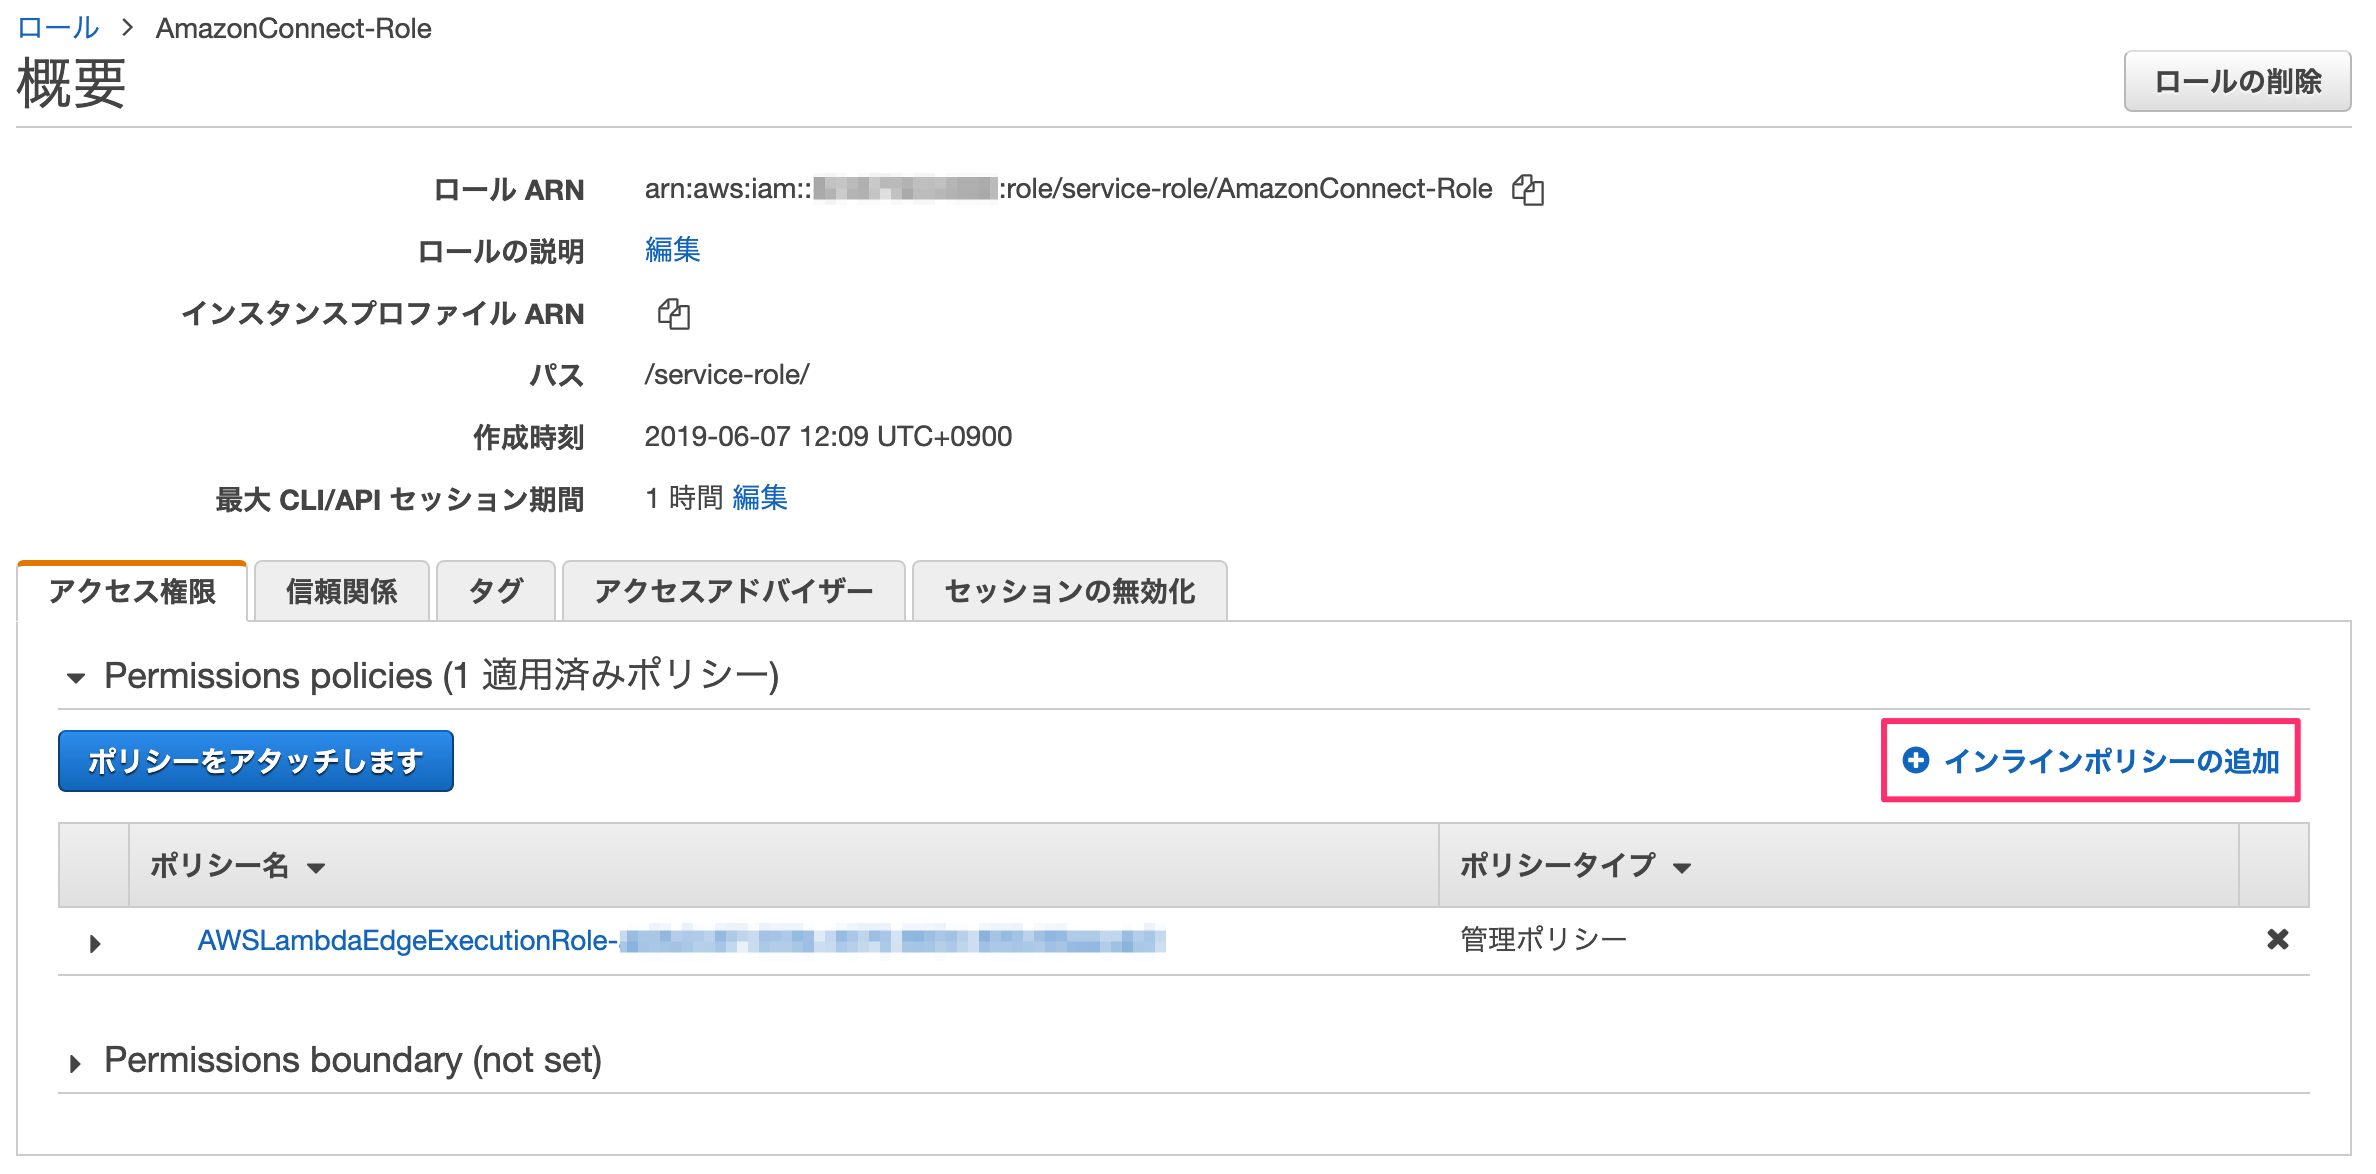 ロール > AmazonConnect-Role
概要
ロールの削除
ロール ARN arn:aws:iam:: :role/service-role/AmazonConnect-Role
ロールの説明 編集
インスタンスプロファイル ARN
パス /service-role/
作成時刻 2019-06-07 12:09 UTC+0900
最大 CLI/API セッション期間 1 時間 編集
アクセス権限 信頼関係 タグ アクセスアドバイザー セッションの無効化
Permissions policies (1 適用済みポリシー)
ポリシーをアタッチします インラインポリシーの追加
ポリシー名 ポリシータイプ
AWSLambdaEdgeExecutionRole- 管理ポリシー
Permissions boundary (not set)